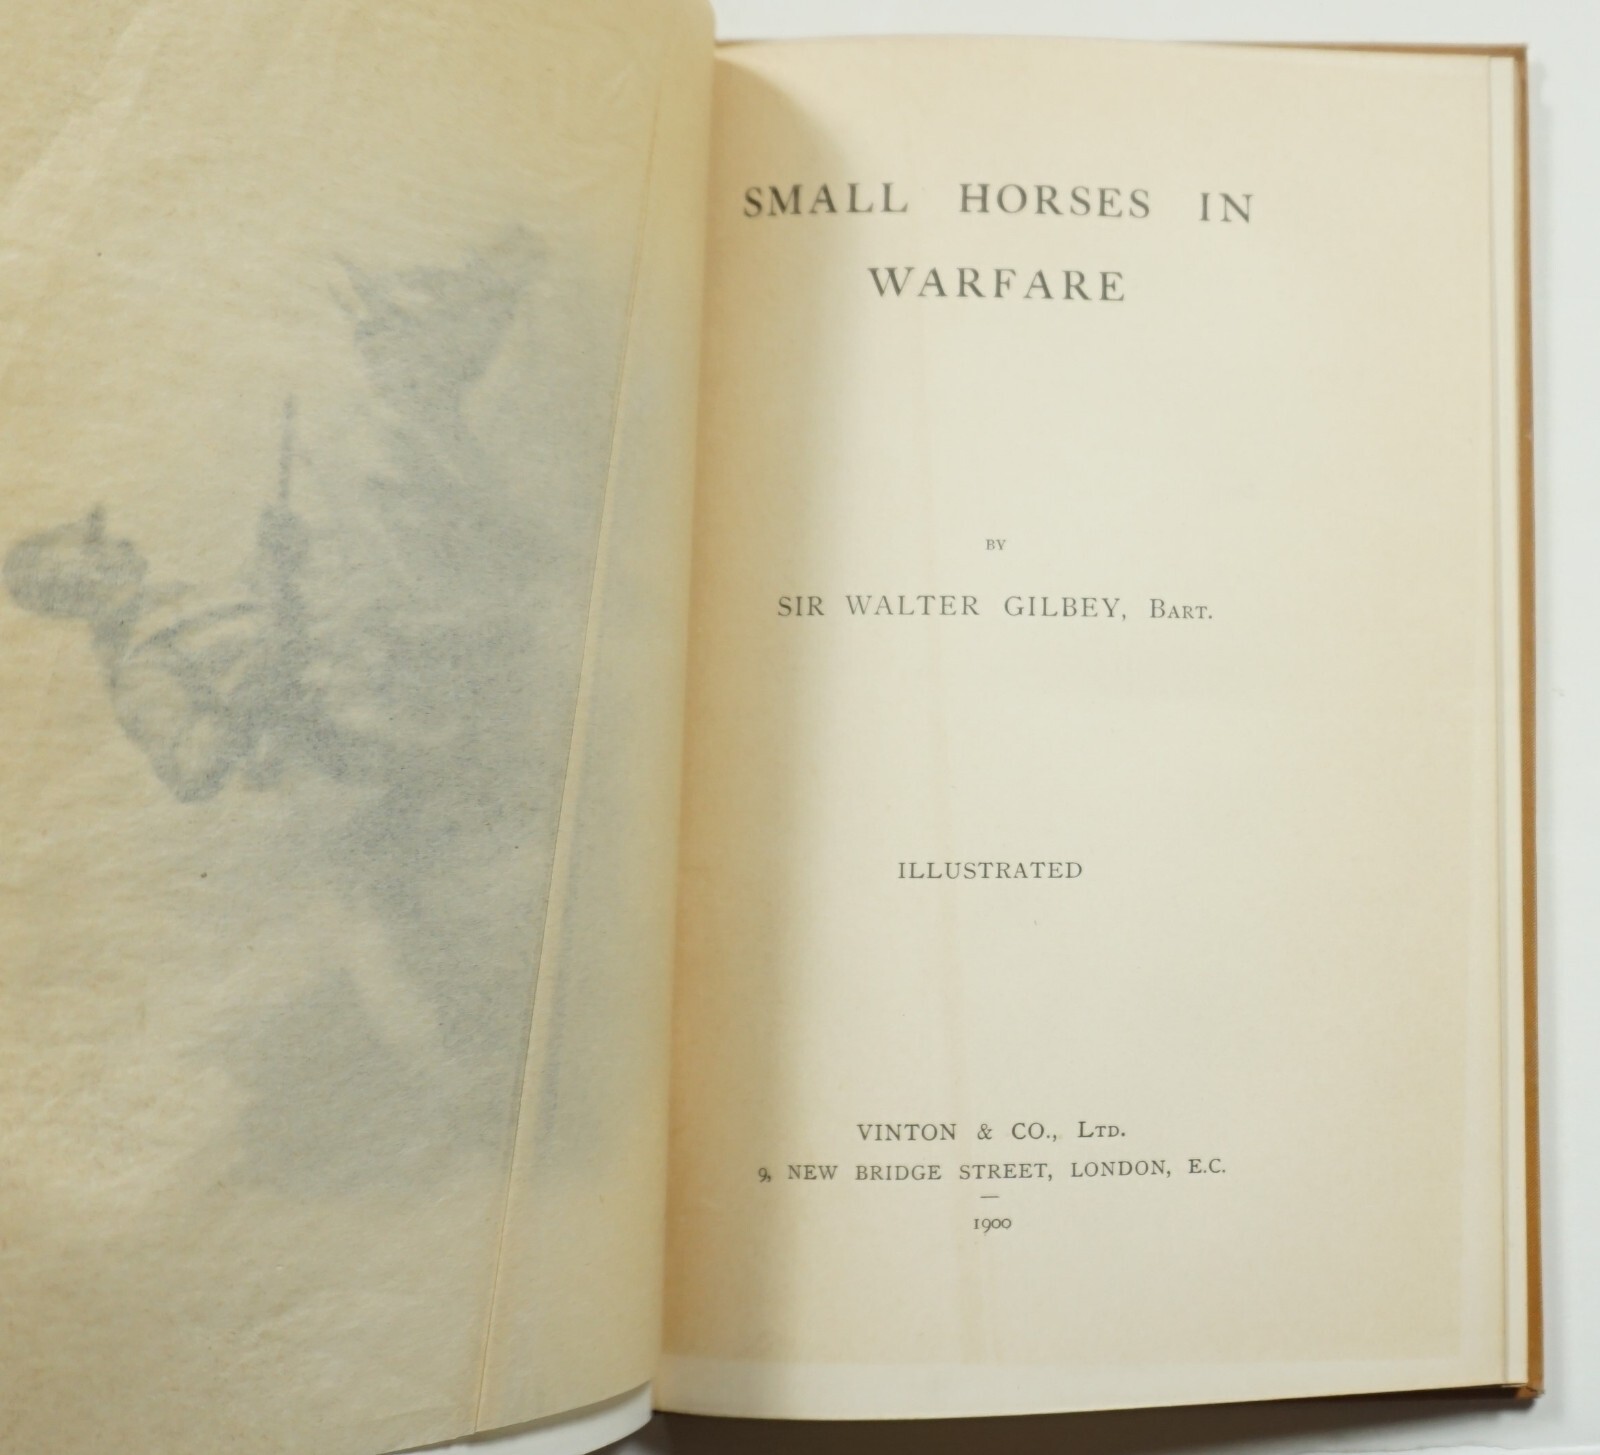 SMALL HORSES IN
WARFARE
BY
SIR WALTER GILBEY, BART.
ILLUSTRATED
VINTON & CO., LTD.
9, NEW BRIDGE STREET, LONDON, E.C.
1900